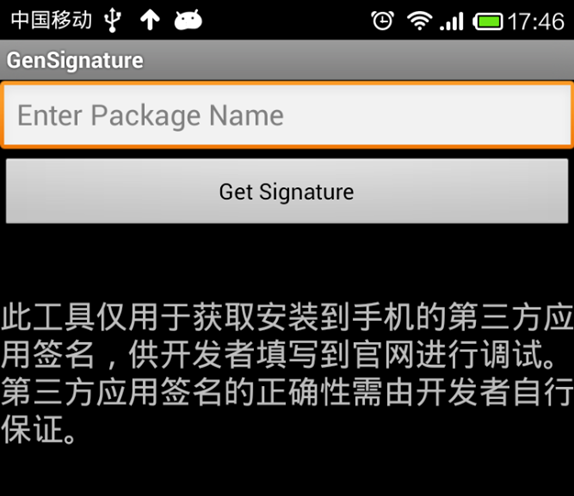 中国移动 17:46
GenSignature
Enter Package Name
Get Signature
此工具仅用于获取安装到手机的第三方应
用签名，供开发者填写到官网进行调试。
第三方应用签名的正确性需由开发者自行
保证。